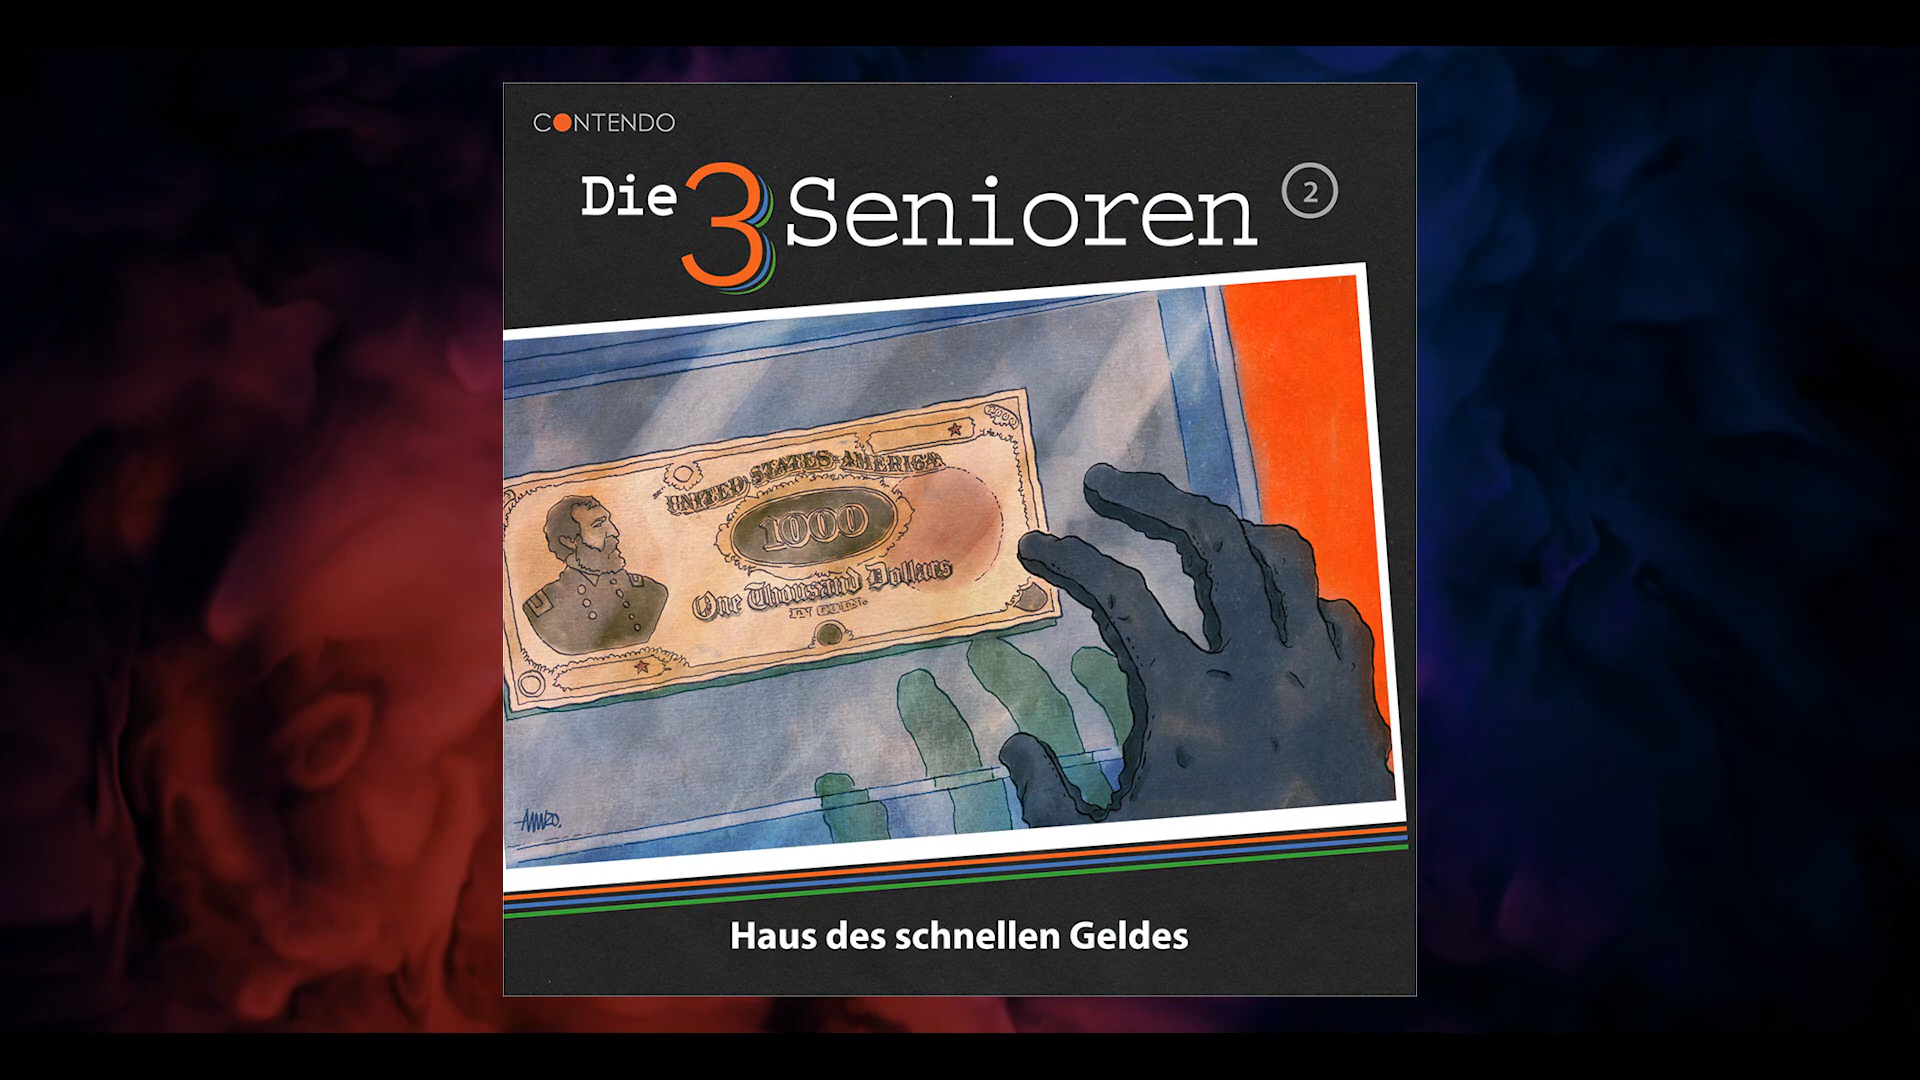 CONTENDO
Die 3 Senioren 2
UNITED STATES AMERICA
1000
One Thousand Dollars
Haus des schnellen Geldes